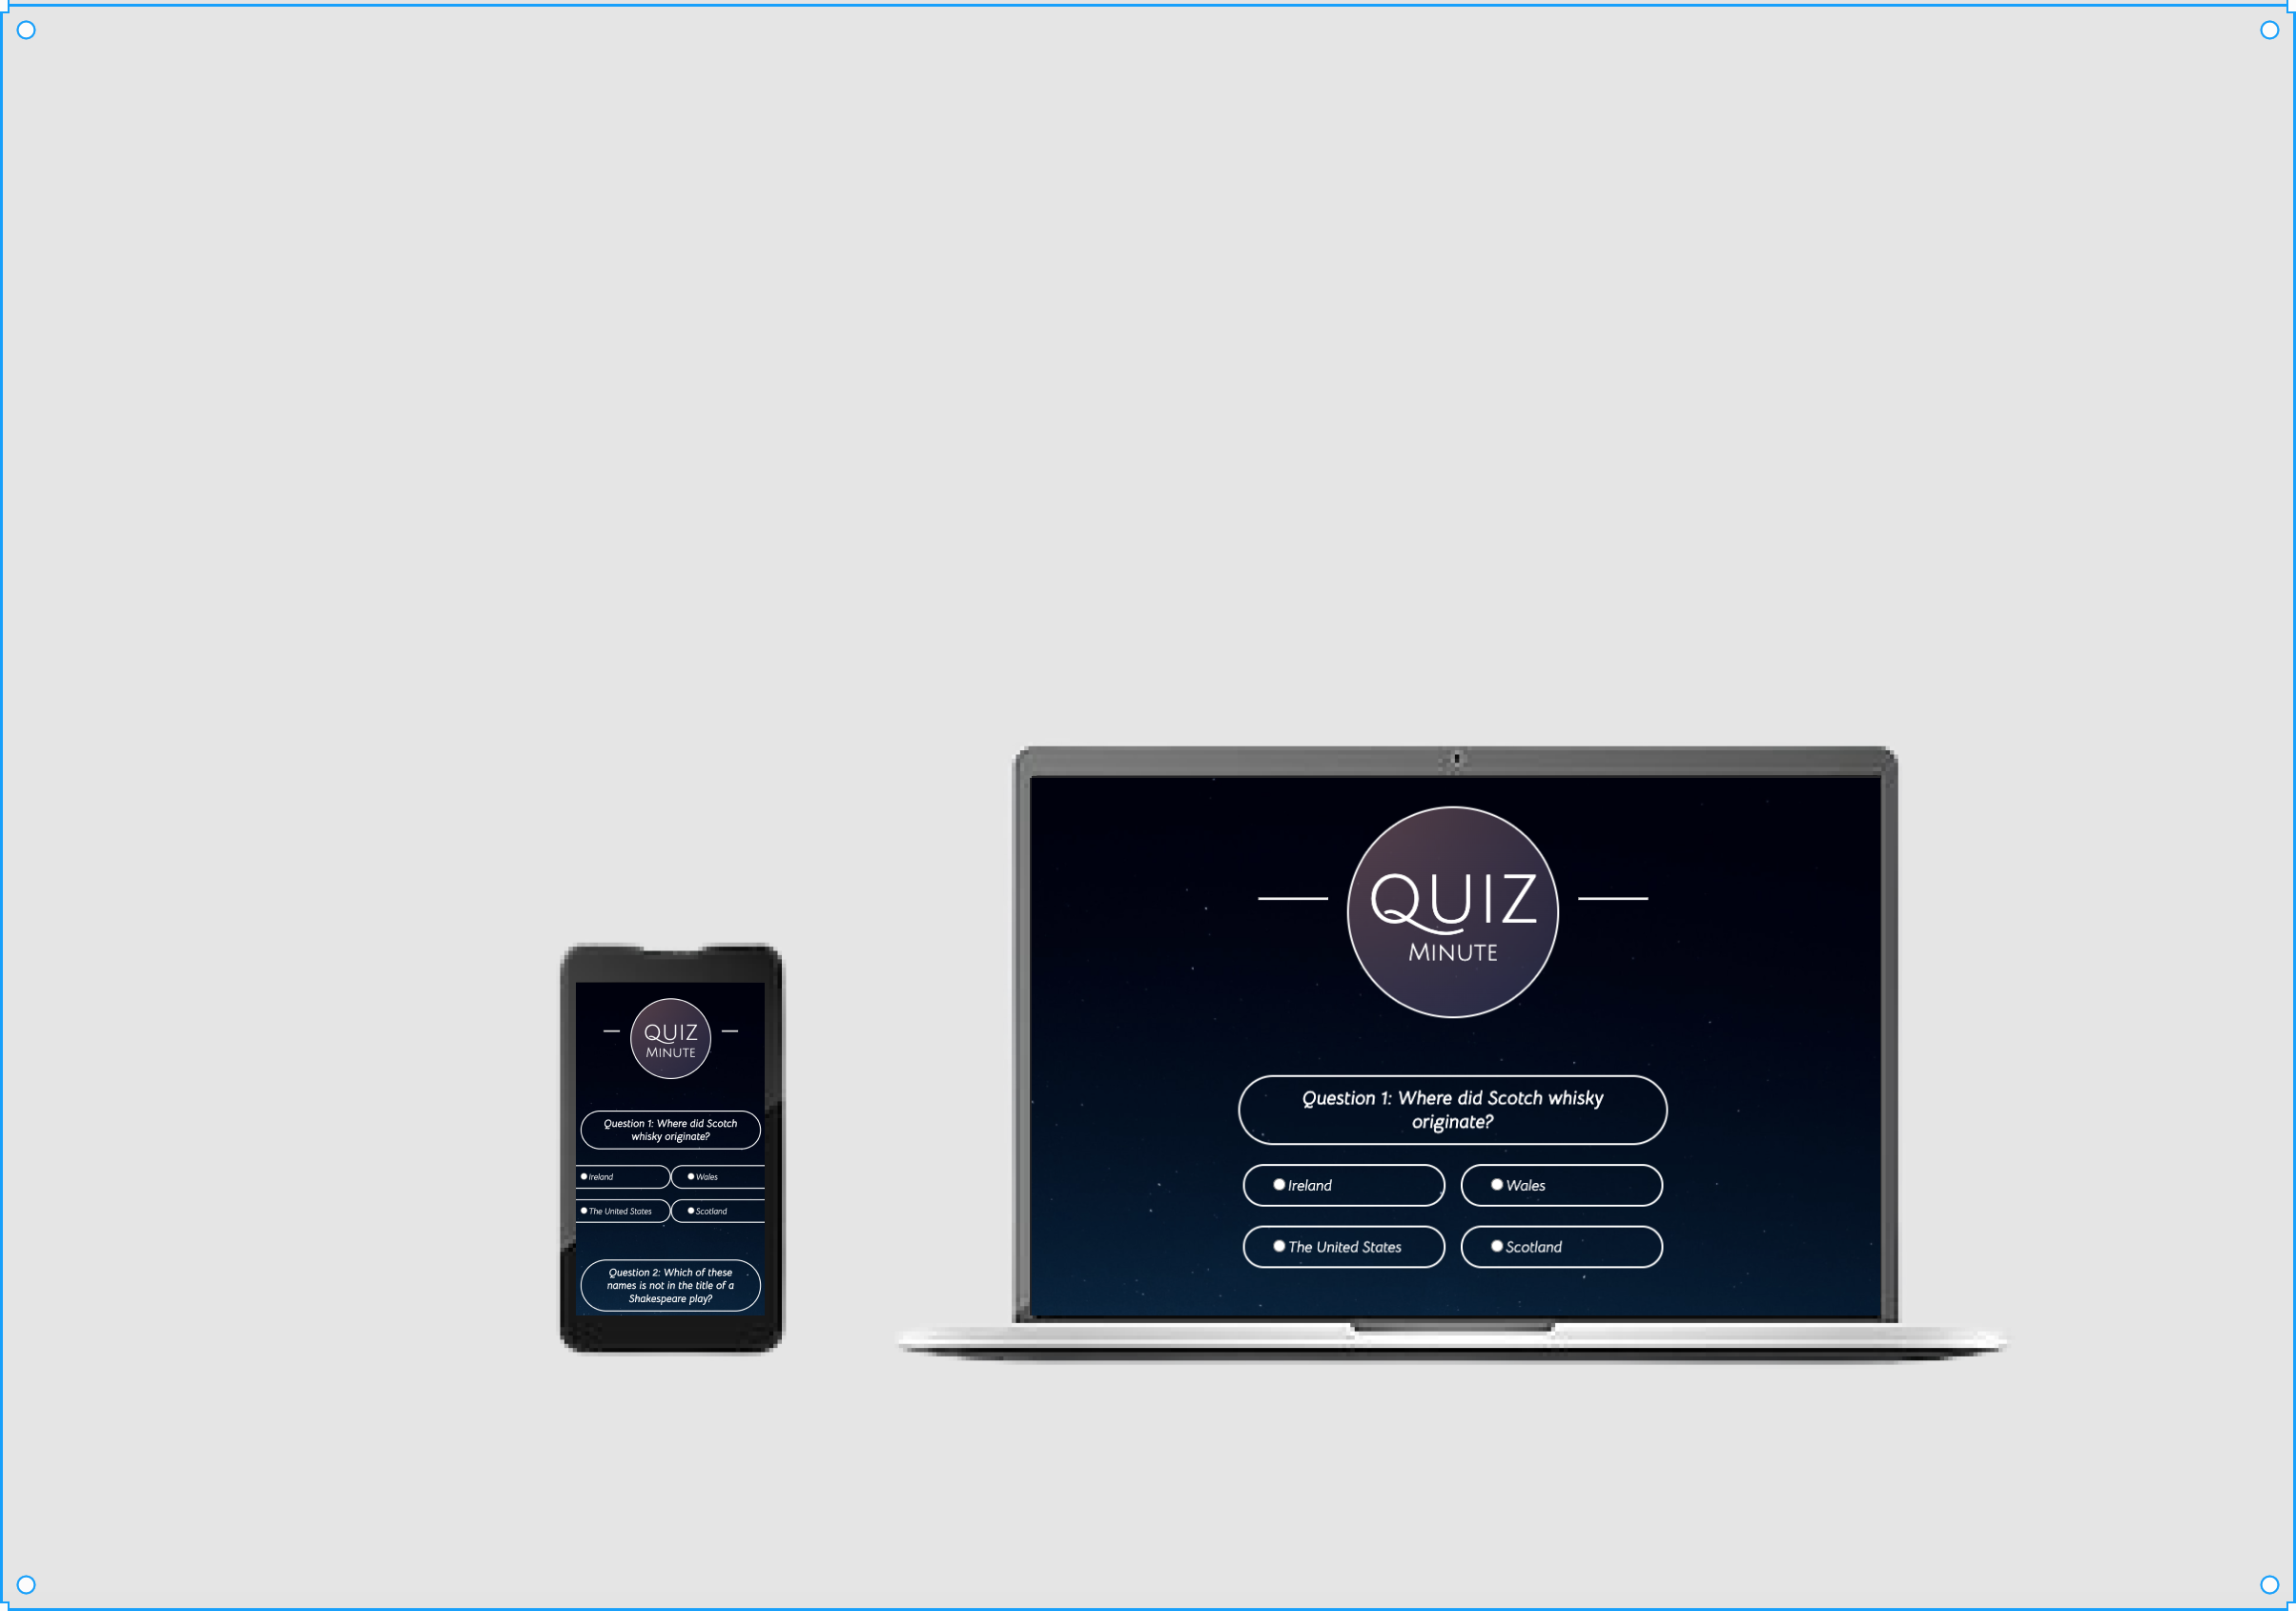 QUIZ
MINUTE
Question 1: Where did Scotch
whisky originate?
Ireland
Wales
The United States
Scotland
Question 2: Which of these
names is not in the title of a
Shakespeare play?
QUIZ
MINUTE
Question 1: Where did Scotch whisky
originate?
Ireland
Wales
The United States
Scotland